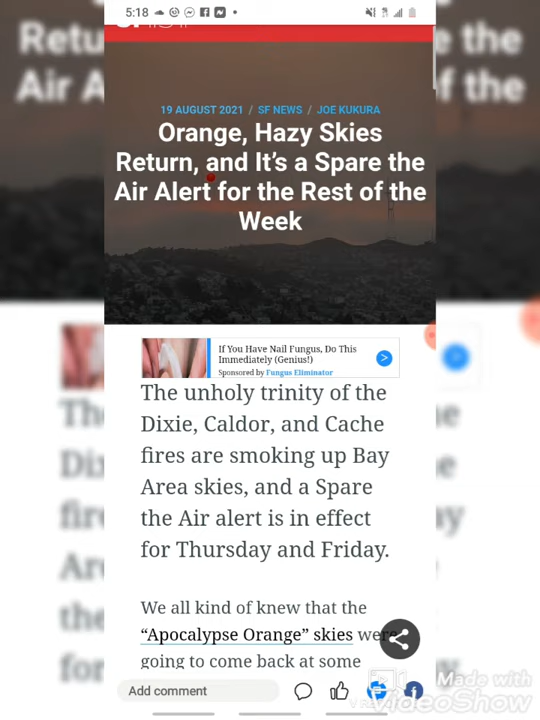 5:18
19 AUGUST 2021 / SF NEWS / JOE KUKURA
Orange, Hazy Skies
Return, and It's a Spare the
Air Alert for the Rest of the
Week
If You Have Nail Fungus, Do This
Immediately (Genius!)
Sponsored by Fungus Eliminator
The unholy trinity of the
Dixie, Caldor, and Cache
fires are smoking up Bay
Area skies, and a Spare
the Air alert is in effect
for Thursday and Friday.
We all kind of knew that the
“Apocalypse Orange” skies were
going to come back at some
Add comment
Made with
VideoShow